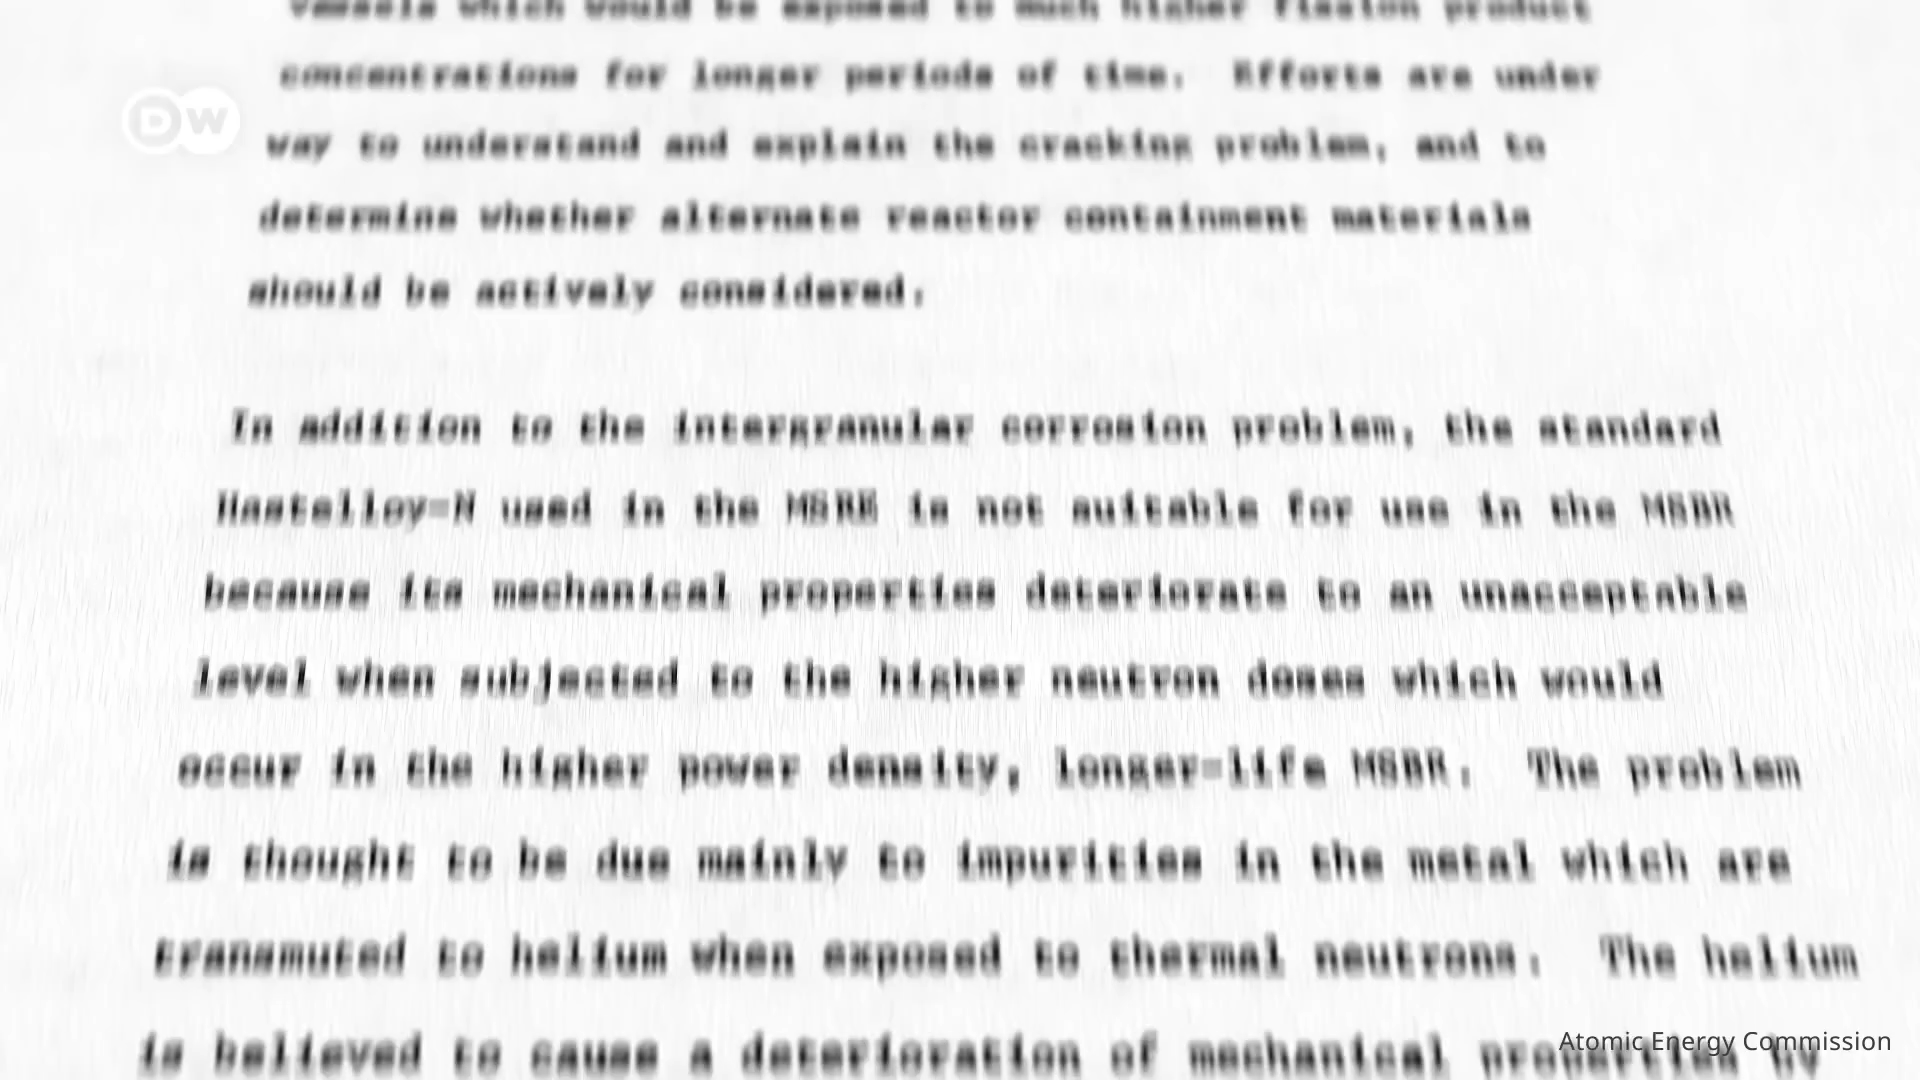 vessels which would be exposed to much higher fission product
concentrations for longer periods of time. Efforts are under
DW
way to understand and explain the cracking problem, and to
determine whether alternate reactor containment materials
should be actively considered.
In addition to the intergranular corrosion problem, the standard
Hastelloy-N used in the MSRE is not suitable for use in the MSBR
because its mechanical properties deteriorate to an unacceptable
level when subjected to the higher neutron doses which would
occur in the higher power density, longer-life MSBR. The problem
is thought to be due mainly to impurities in the metal which are
transmuted to helium when exposed to thermal neutrons. The helium
is believed to cause a deterioration of mechanical properties by
Atomic Energy Commission